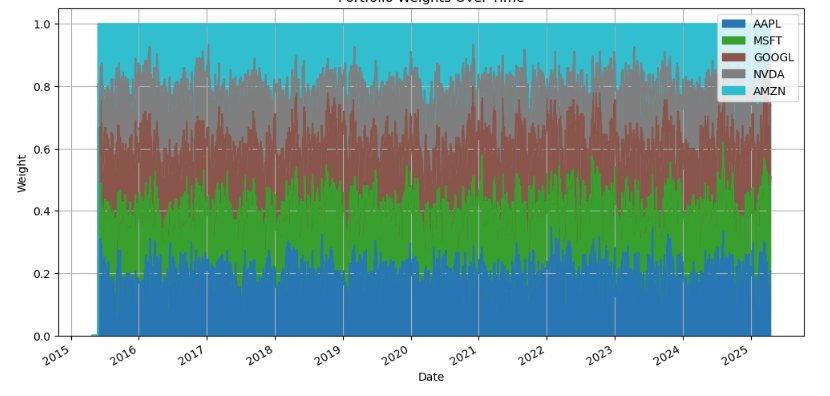 Portfolio Weights Over Time
1.0
0.8
0.6
0.4
0.2
0.0
Weight
AAPL
MSFT
GOOGL
NVDA
AMZN
2015
2016
2017
2018
2019
2020
2021
2022
2023
2024
2025
Date